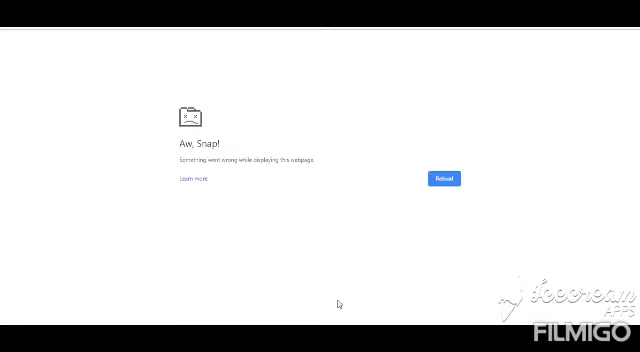 Aw, Snap!
Something went wrong while displaying this webpage.
Learn more
Reload
Icecream
APPS
FILMIGO